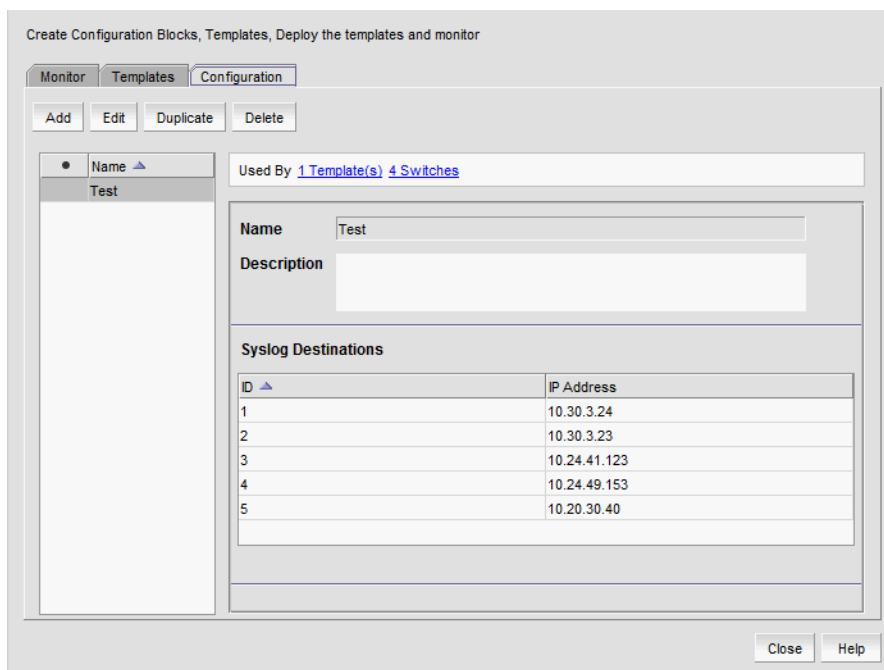 Create Configuration Blocks, Templates, Deploy the templates and monitor
Monitor Templates Configuration
Add Edit Duplicate Delete
Name
Test
Used By 1 Template(s) 4 Switches
Name Test
Description
Syslog Destinations
ID IP Address
1 10.30.3.24
2 10.30.3.23
3 10.24.41.123
4 10.24.49.153
5 10.20.30.40
Close Help